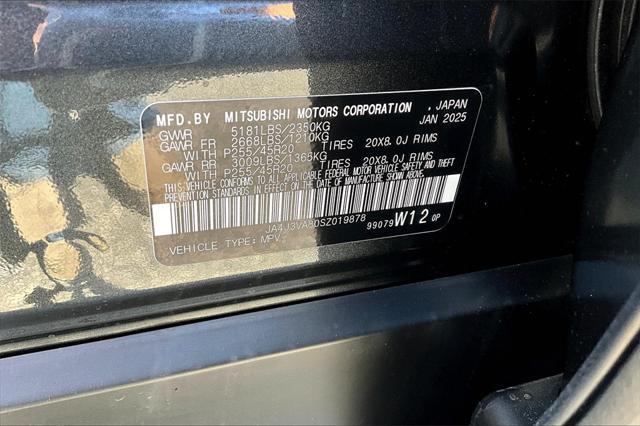 MFD.BY MITSUBISHI MOTORS CORPORATION , JAPAN
JAN 2025
GVWR 5181LBS/2350KG
GAWR FR 2668LBS/1210KG
WITH P255/45R20 TIRES 20X8.0J RIMS
GAWR RR 3009LBS/1365KG
WITH P255/45R20 TIRES 20X8.0J RIMS
THIS VEHICLE CONFORMS TO ALL APPLICABLE FEDERAL MOTOR VEHICLE SAFETY AND THEFT
PREVENTION STANDARDS IN EFFECT ON THE DATE OF MANUFACTURE SHOWN ABOVE.
JA4J3VA80SZ019878
VEHICLE TYPE: MPV 99079 W12 0P